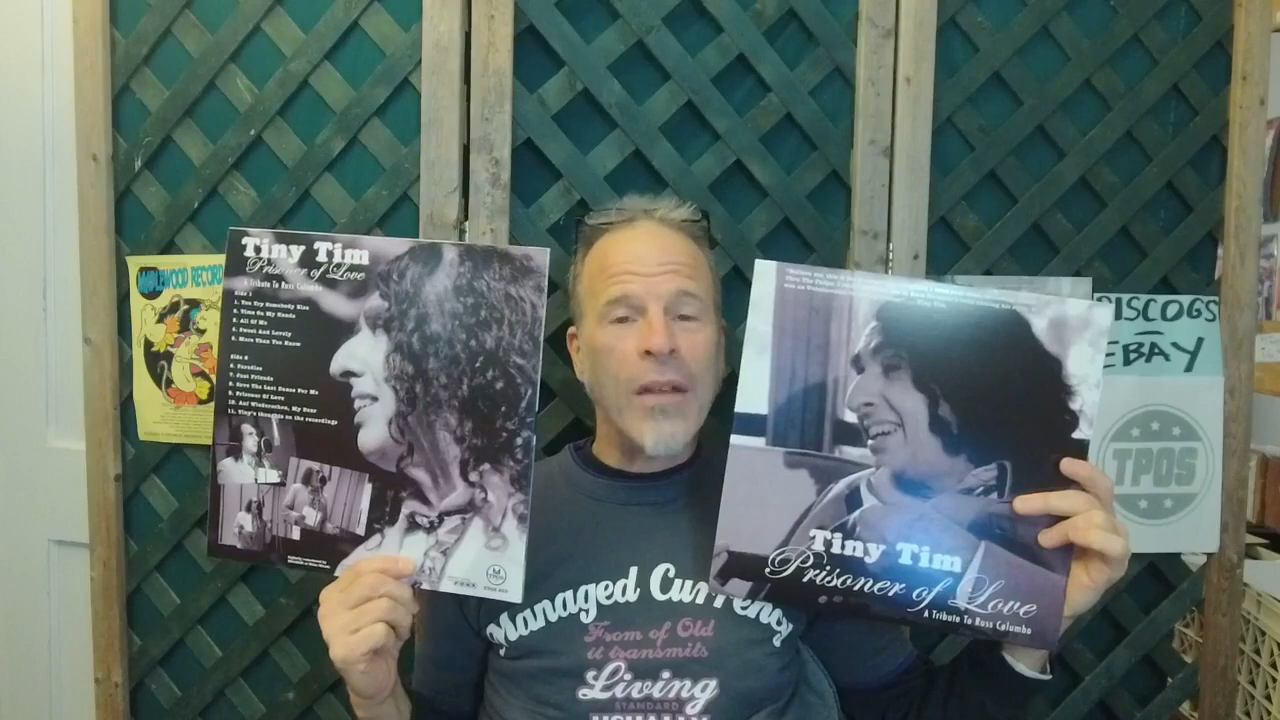 MAPLEWOOD RECORD
Tiny Tim
Prisoner of Love
A Tribute To Russ Columbo
Side 1
1. You Try Somebody Else
2. Time On My Hands
3. All Of Me
4. Sweet And Lovely
5. More Than You Know
Side 2
6. Paradise
7. Just Friends
8. Save The Last Dance For Me
9. Prisoner Of Love
10. Auf Wiedersehen, My Dear
11. Tiny's thoughts on the recordings
TPOS
Tiny Tim
Prisoner of Love
A Tribute To Russ Columbo
Managed Currency
From of Old
it transmits
Living
STANDARD
USUALLY
DISCOGS
-
EBAY
TPOS